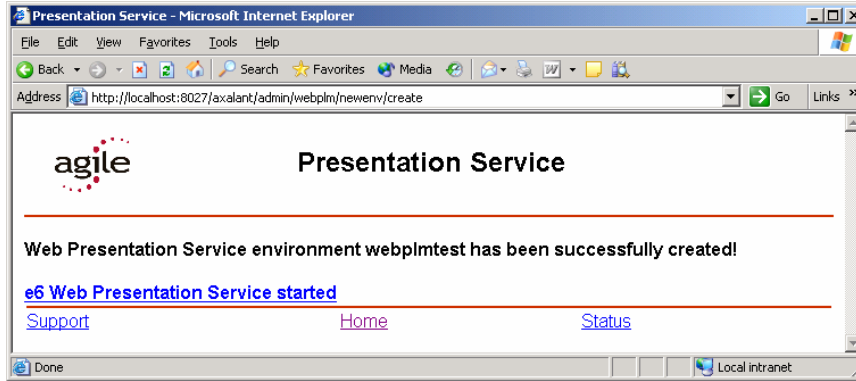 Presentation Service - Microsoft Internet Explorer
File Edit View Favorites Tools Help
Back Search Favorites Media
Address http://localhost:8027/axalant/admin/webplm/newenv/create Go Links »
agile Presentation Service
Web Presentation Service environment webplmtest has been successfully created!
e6 Web Presentation Service started
Support Home Status
Done Local intranet